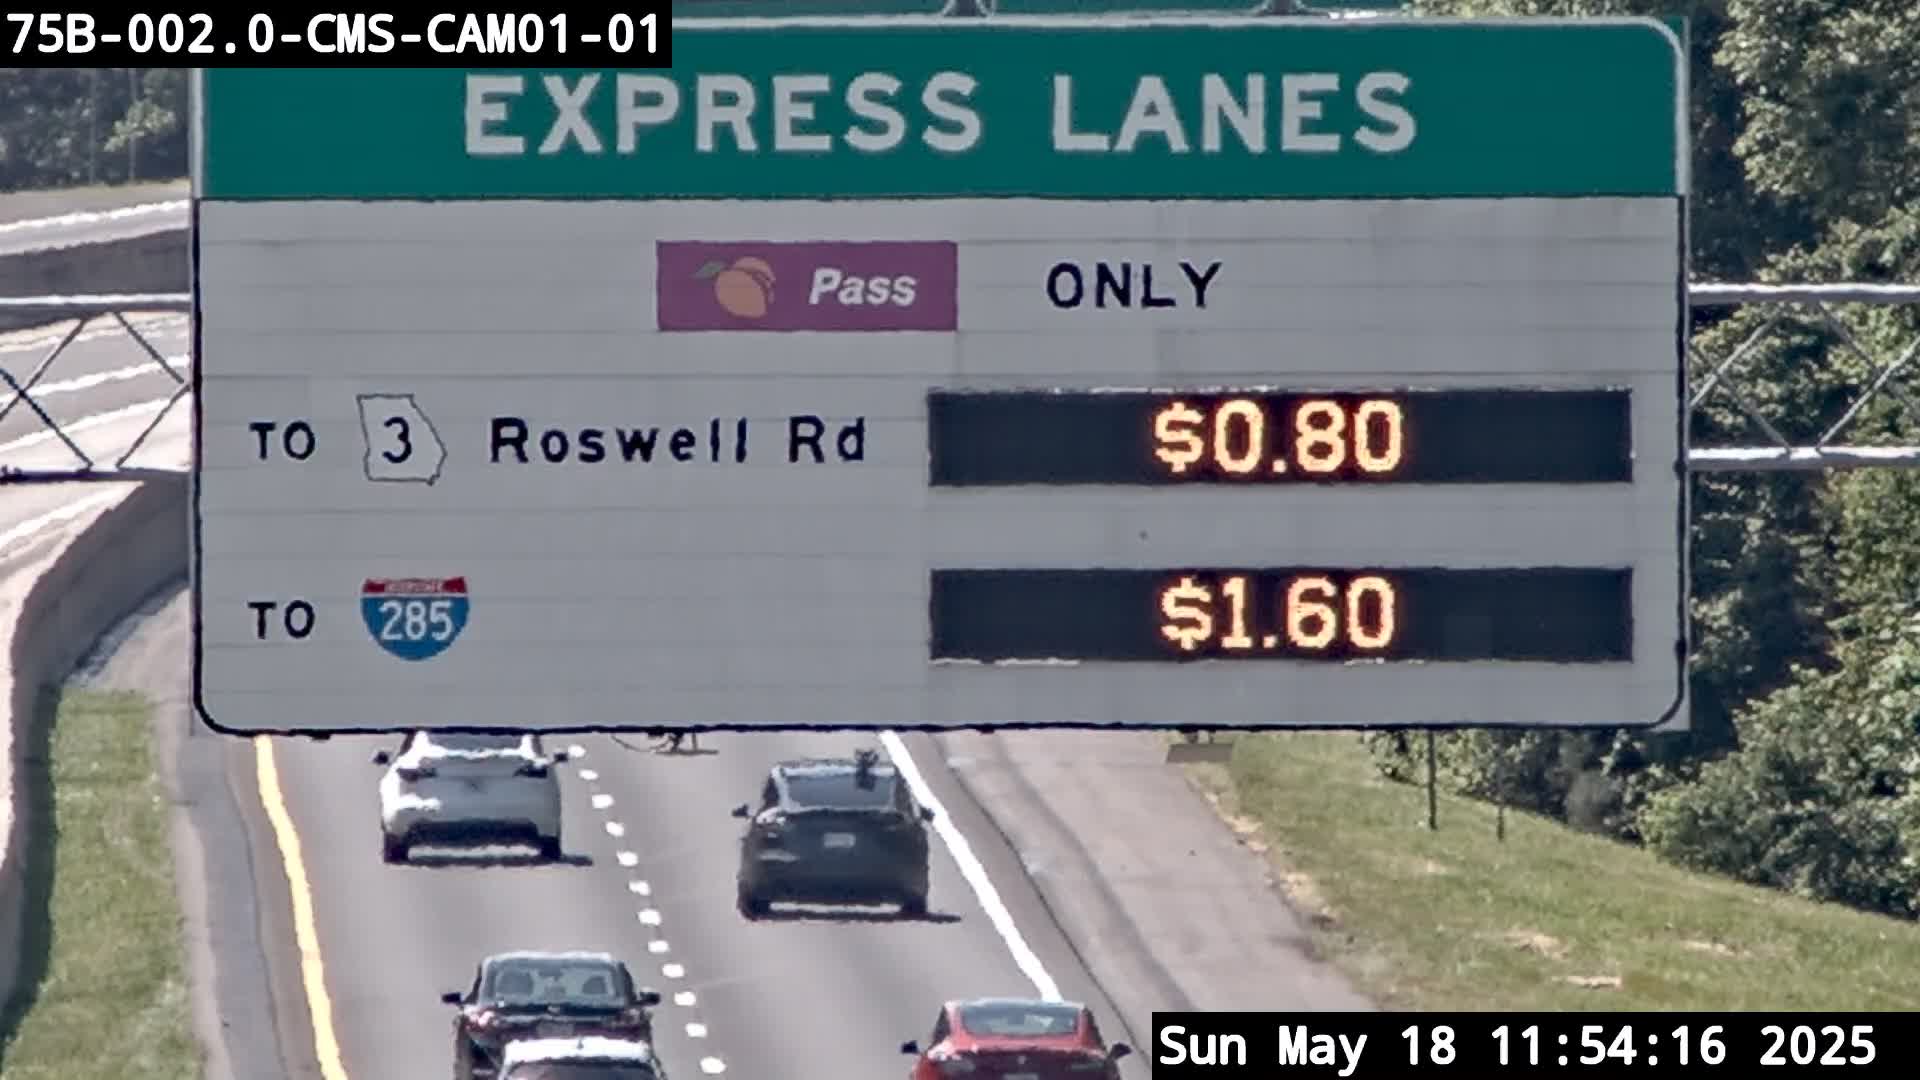 75B-002.0-CMS-CAM01-01
EXPRESS LANES
Pass ONLY
TO 3 Roswell Rd $0.80
TO 285 $1.60
Sun May 18 11:54:16 2025